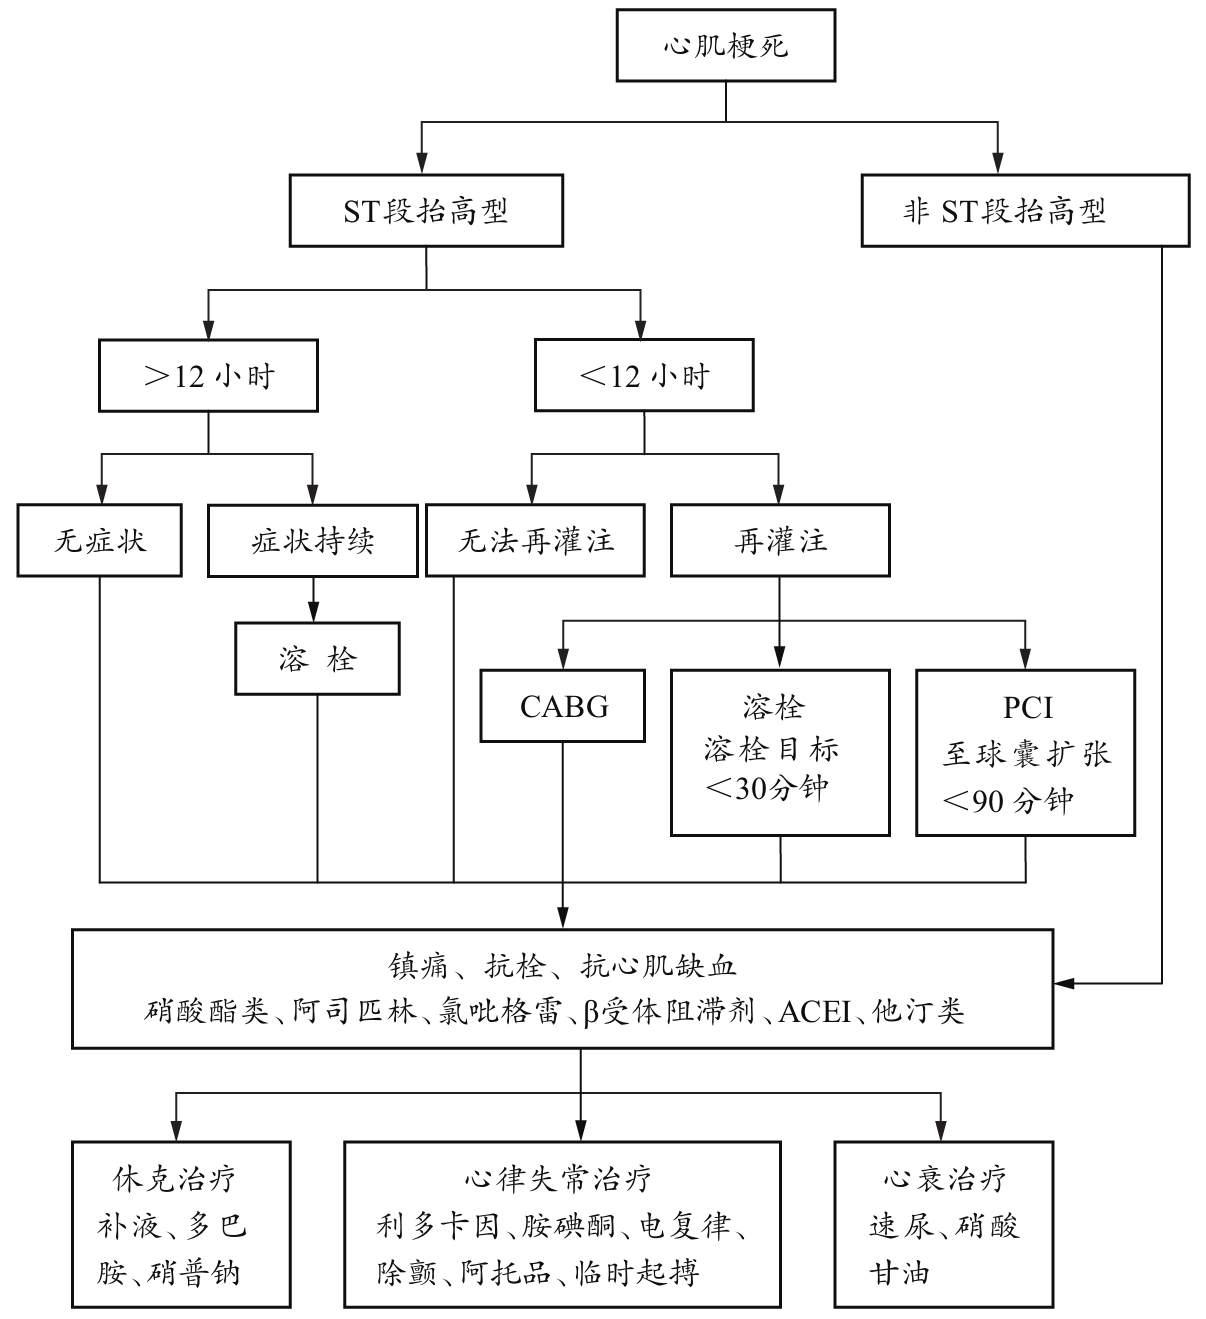 心肌梗死
ST段抬高型
非ST段抬高型
＞12小时
＜12小时
无症状
症状持续
无法再灌注
再灌注
溶栓
CABG
溶栓
溶栓目标
＜30分钟
PCI
至球囊扩张
＜90分钟
镇痛、抗栓、抗心肌缺血
硝酸酯类、阿司匹林、氯吡格雷、β受体阻滞剂、ACEI、他汀类
休克治疗
补液、多巴
胺、硝普钠
心律失常治疗
利多卡因、胺碘酮、电复律、
除颤、阿托品、临时起搏
心衰治疗
速尿、硝酸
甘油